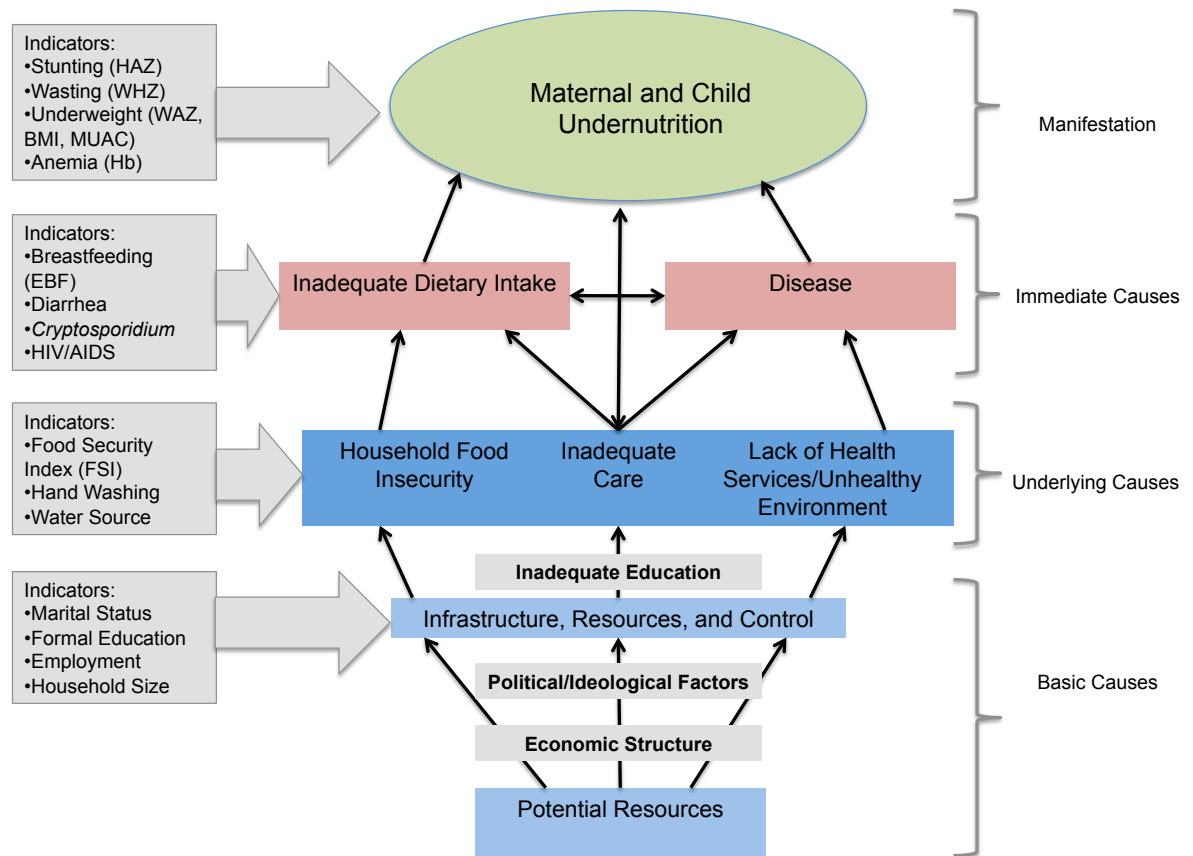 Indicators:
•Stunting (HAZ)
•Wasting (WHZ)
•Underweight (WAZ,
BMI, MUAC)
•Anemia (Hb)
Maternal and Child
Undernutrition
Manifestation
Indicators:
•Breastfeeding
(EBF)
•Diarrhea
•Cryptosporidium
•HIV/AIDS
Inadequate Dietary Intake
Disease
Immediate Causes
Indicators:
•Food Security
Index (FSI)
•Hand Washing
•Water Source
Household Food
Insecurity
Inadequate
Care
Lack of Health
Services/Unhealthy
Environment
Underlying Causes
Inadequate Education
Indicators:
•Marital Status
•Formal Education
•Employment
•Household Size
Infrastructure, Resources, and Control
Political/Ideological Factors
Economic Structure
Potential Resources
Basic Causes